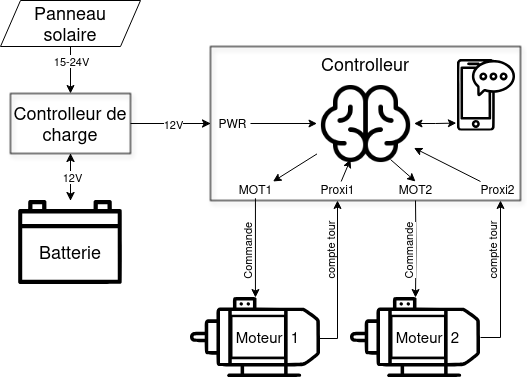 Panneau
solaire
15-24V
Controlleur de
charge
12V
12V
Batterie
Controlleur
PWR
MOT1
Proxi1
MOT2
Proxi2
Commande
compte tour
Commande
compte tour
Moteur 1
Moteur 2